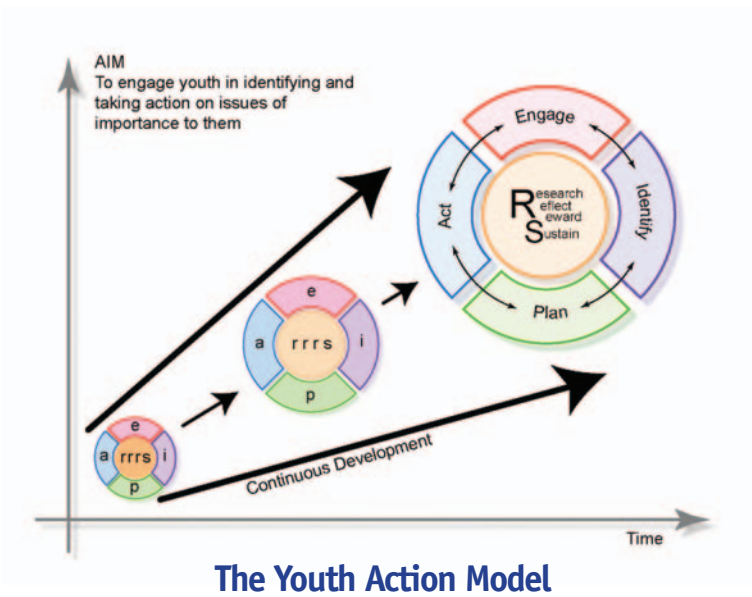 AIM
To engage youth in identifying and
taking action on issues of
importance to them
Engage
Identify
Plan
Act
Research
Reflect
Reward
Sustain
e
i
p
a
r r r s
e
i
p
a
rrrs
Continuous Development
Time
The Youth Action Model